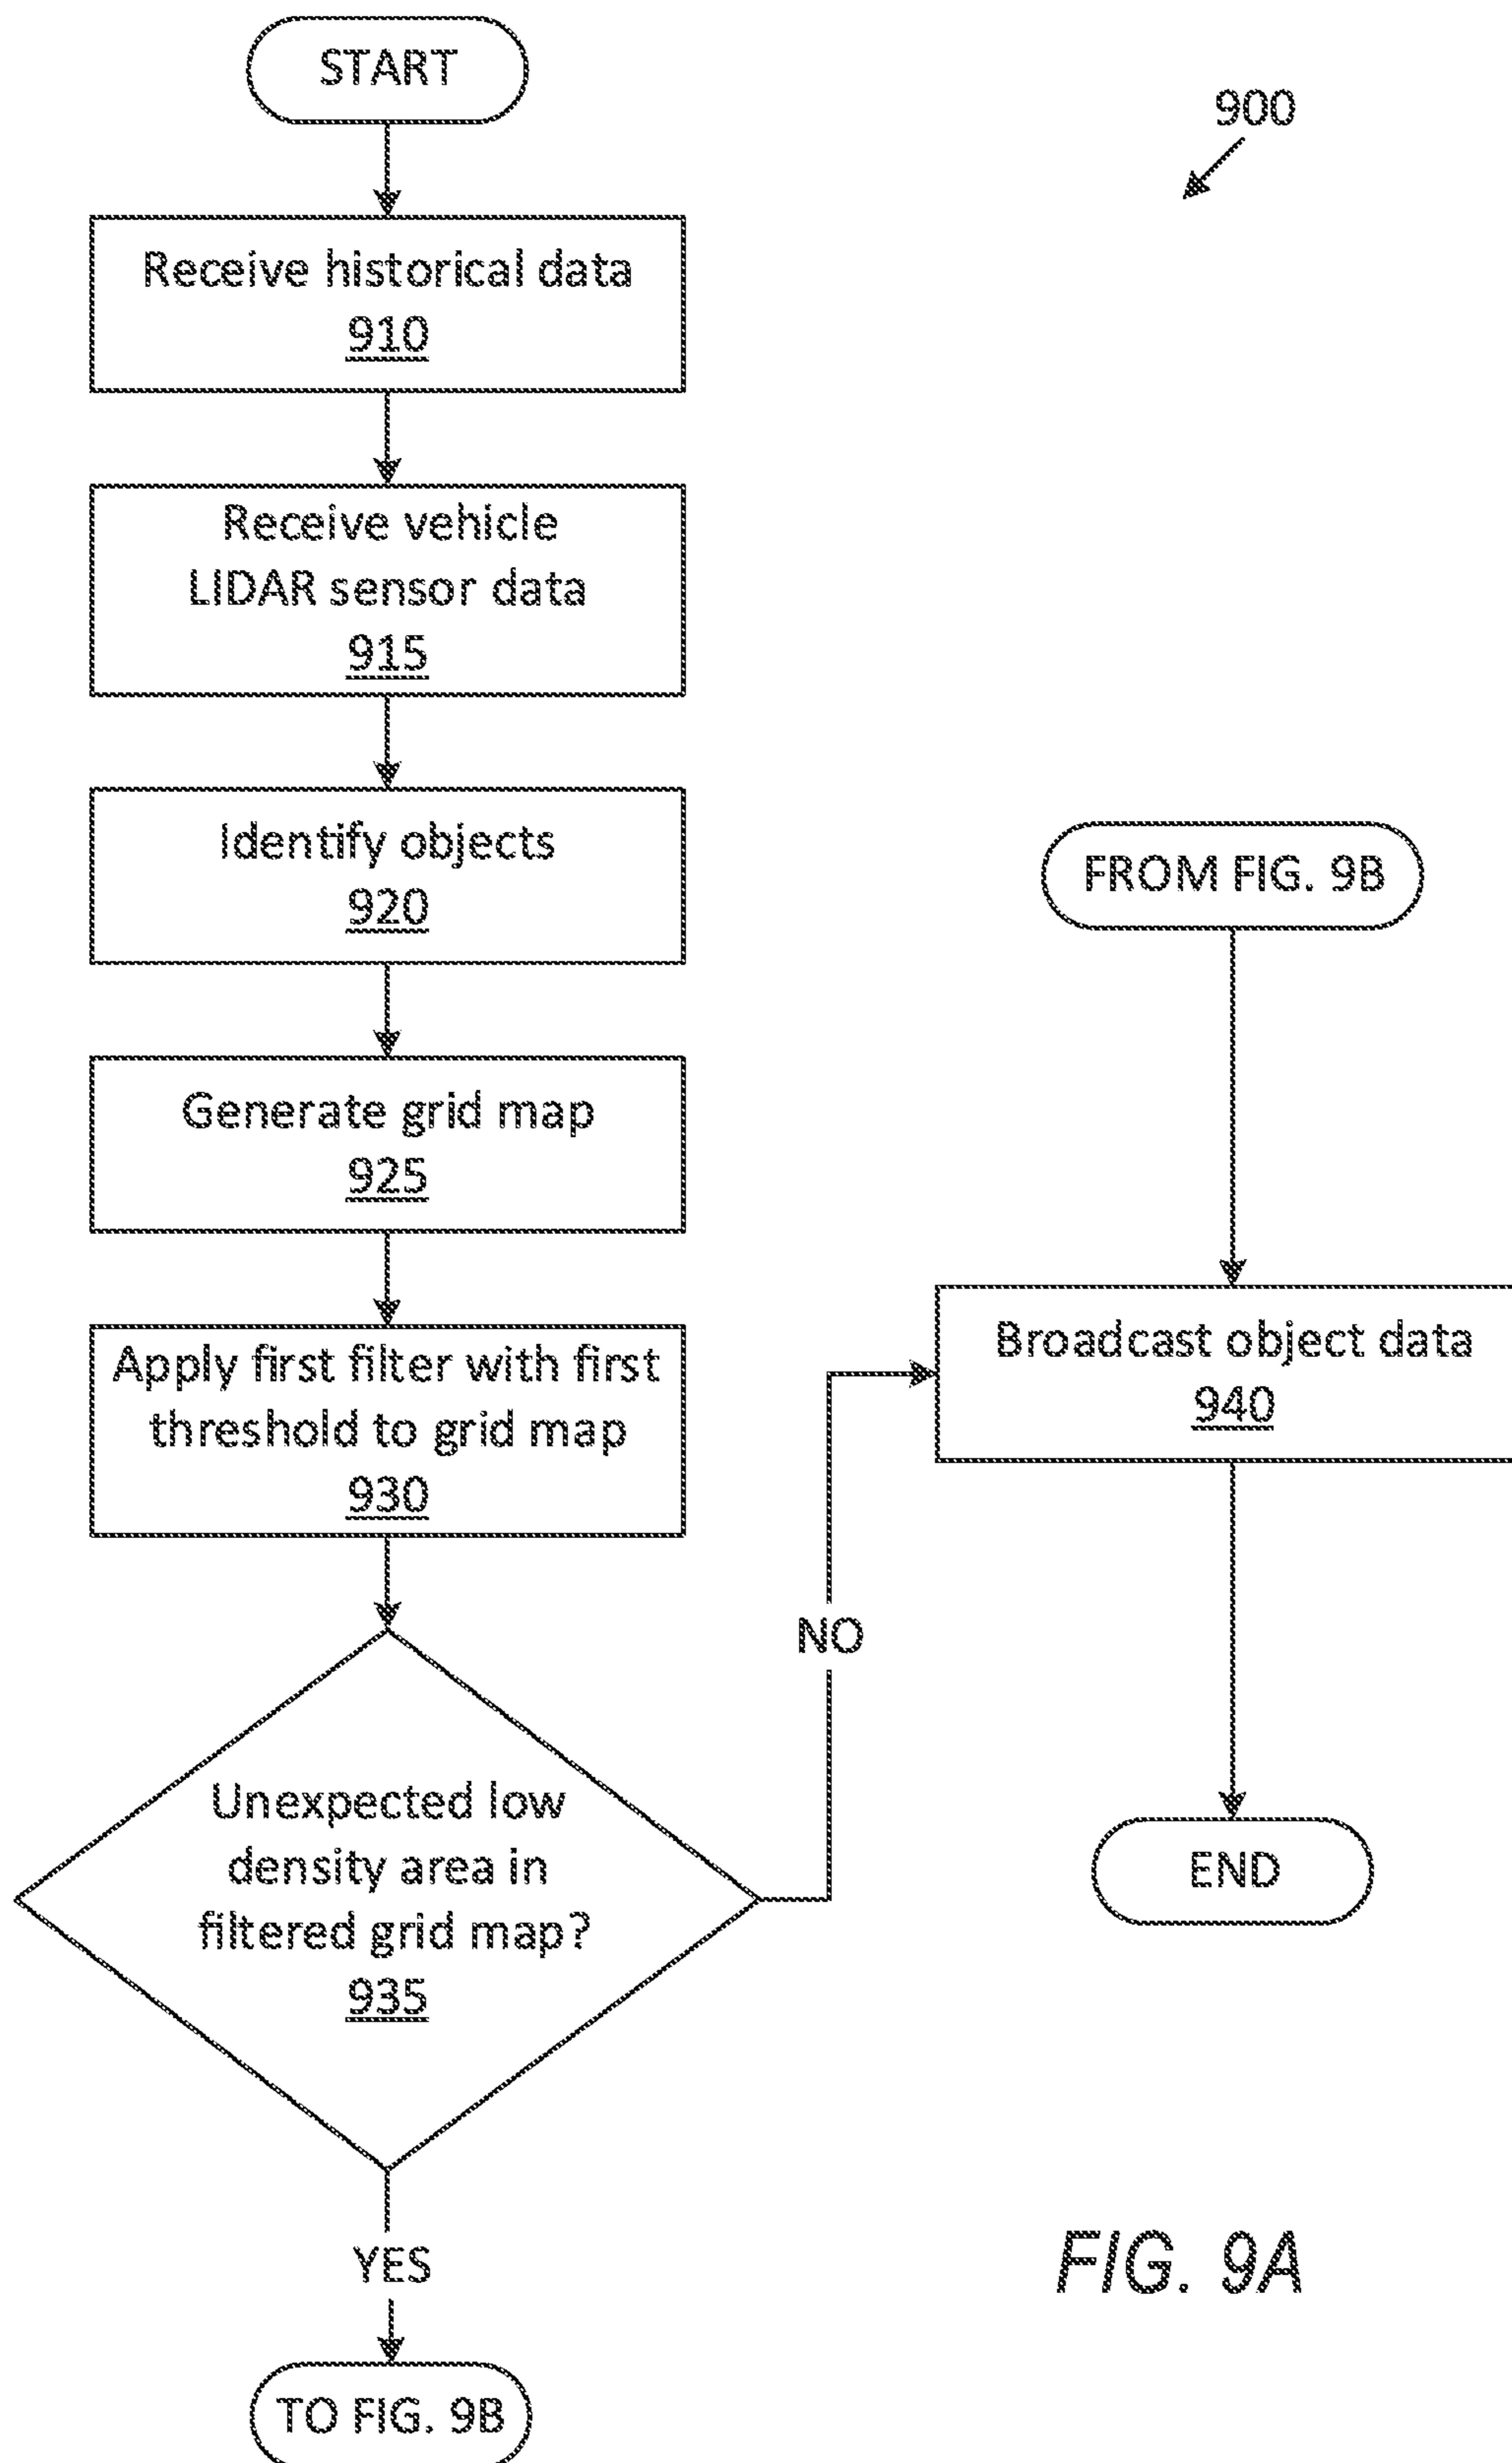 START
900
Receive historical data
910
Receive vehicle
LIDAR sensor data
915
Identify objects
920
FROM FIG. 9B
Generate grid map
925
Apply first filter with first
threshold to grid map
930
Broadcast object data
940
NO
Unexpected low
density area in
filtered grid map?
935
END
YES
TO FIG. 9B
FIG. 9A